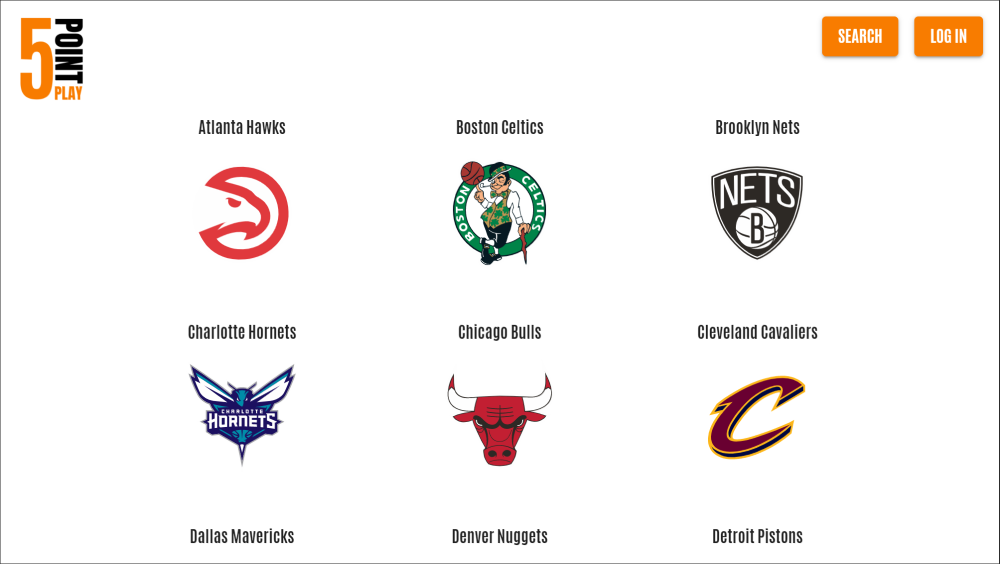 5 POINT PLAY
SEARCH
LOG IN
Atlanta Hawks
Boston Celtics
Brooklyn Nets
BOSTON CELTICS
NETS
B
Charlotte Hornets
Chicago Bulls
Cleveland Cavaliers
CHARLOTTE
HORNETS
C
Dallas Mavericks
Denver Nuggets
Detroit Pistons